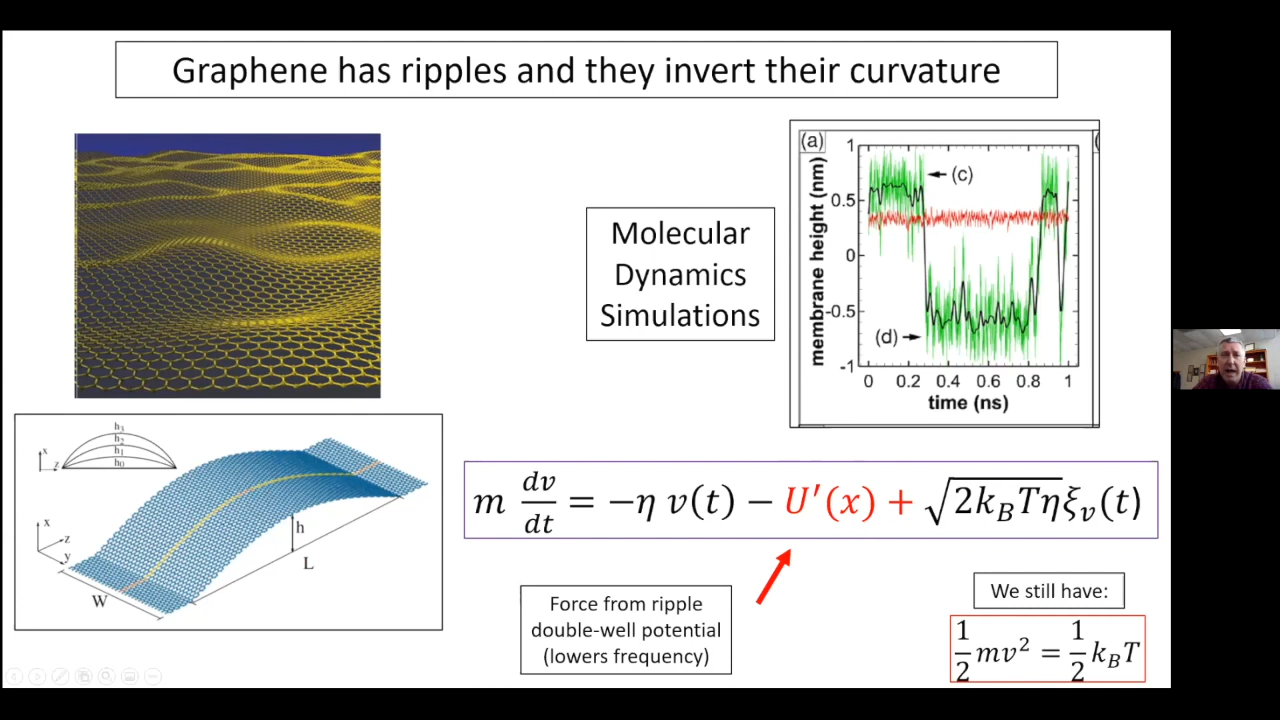 Graphene has ripples and they invert their curvature
Molecular
Dynamics
Simulations
(a)
membrane height (nm)
1
0.5
0
-0.5
-1
(c)
(d)
0 0.2 0.4 0.6 0.8 1
time (ns)
h₃
h₂
h₁
h₀
x
z
x
z
y
W
h
L
m dv/dt = −η v(t) − U′(x) + √2k_BTη ξ_v(t)
Force from ripple
double-well potential
(lowers frequency)
We still have:
1/2 mv² = 1/2 k_BT